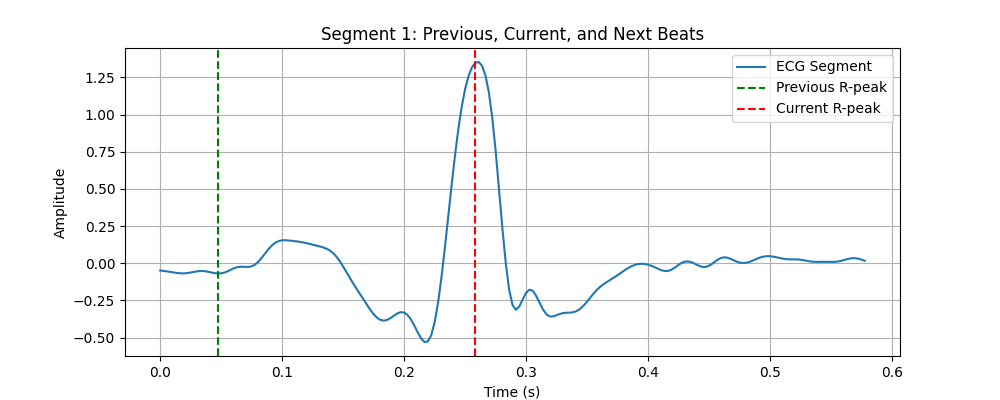 Segment 1: Previous, Current, and Next Beats
ECG Segment
Previous R-peak
Current R-peak
Amplitude
1.25
1.00
0.75
0.50
0.25
0.00
−0.25
−0.50
0.0 0.1 0.2 0.3 0.4 0.5 0.6
Time (s)